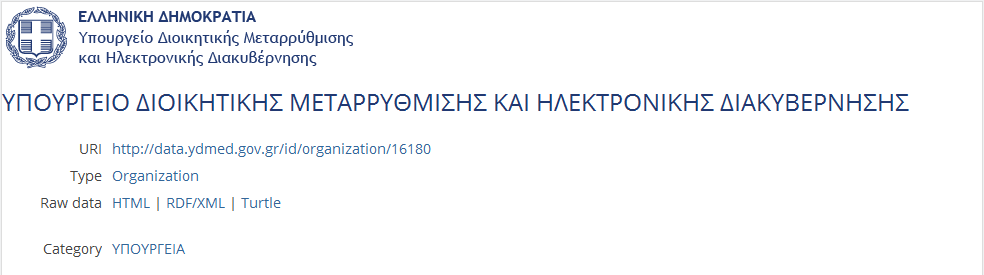 ΕΛΛΗΝΙΚΗ ΔΗΜΟΚΡΑΤΙΑ
Υπουργείο Διοικητικής Μεταρρύθμισης
και Ηλεκτρονικής Διακυβέρνησης
ΥΠΟΥΡΓΕΙΟ ΔΙΟΙΚΗΤΙΚΗΣ ΜΕΤΑΡΡΥΘΜΙΣΗΣ ΚΑΙ ΗΛΕΚΤΡΟΝΙΚΗΣ ΔΙΑΚΥΒΕΡΝΗΣΗΣ
URI http://data.ydmed.gov.gr/id/organization/16180
Type Organization
Raw data HTML | RDF/XML | Turtle
Category ΥΠΟΥΡΓΕΙΑ